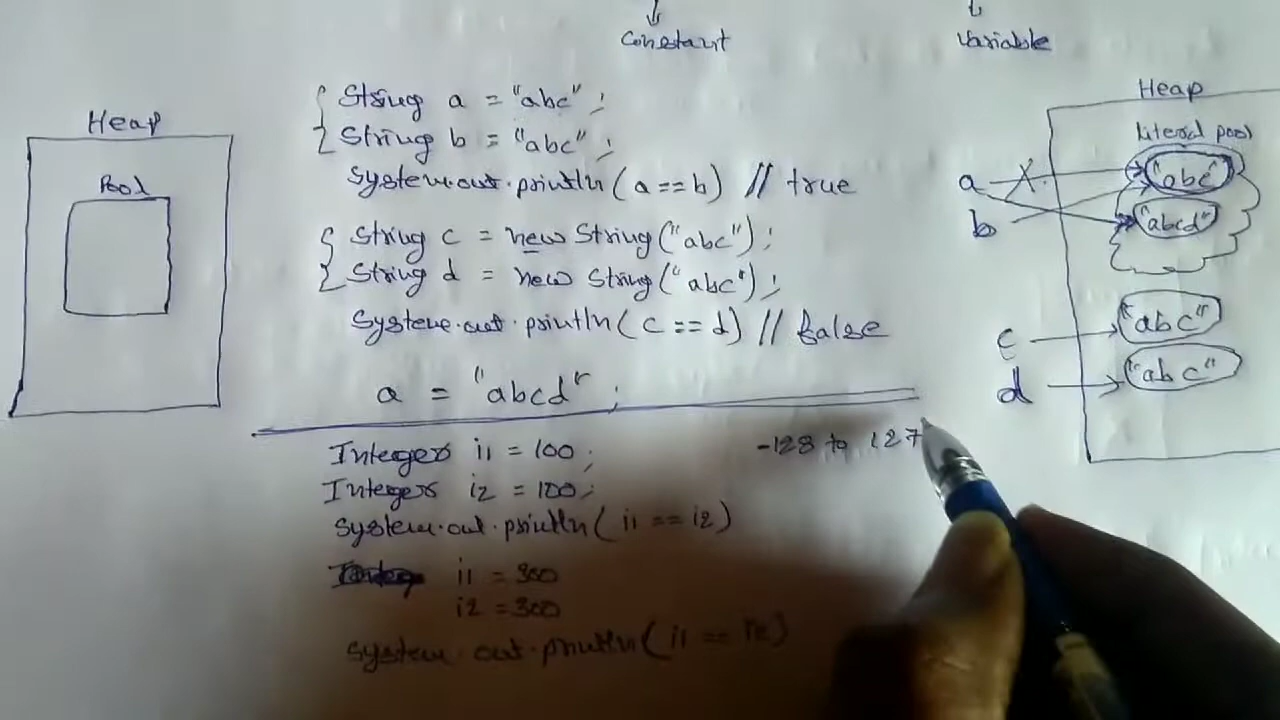 constant
variable
Heap
Pool
String a = "abc";
String b = "abc";
System.out.println(a==b) // true
String c = new String("abc");
String d = new String("abc");
System.out.println(c==d) // false
a = "abcd";
Heap
literal pool
a
"abc"
b
"abcd"
c
"abc"
d
"abc"
Integer i1 = 100;
-128 to 127
Integer i2 = 100;
System.out.println(i1 == i2)
i1 = 300
i2 = 300
System.out.println(i1 == i2)